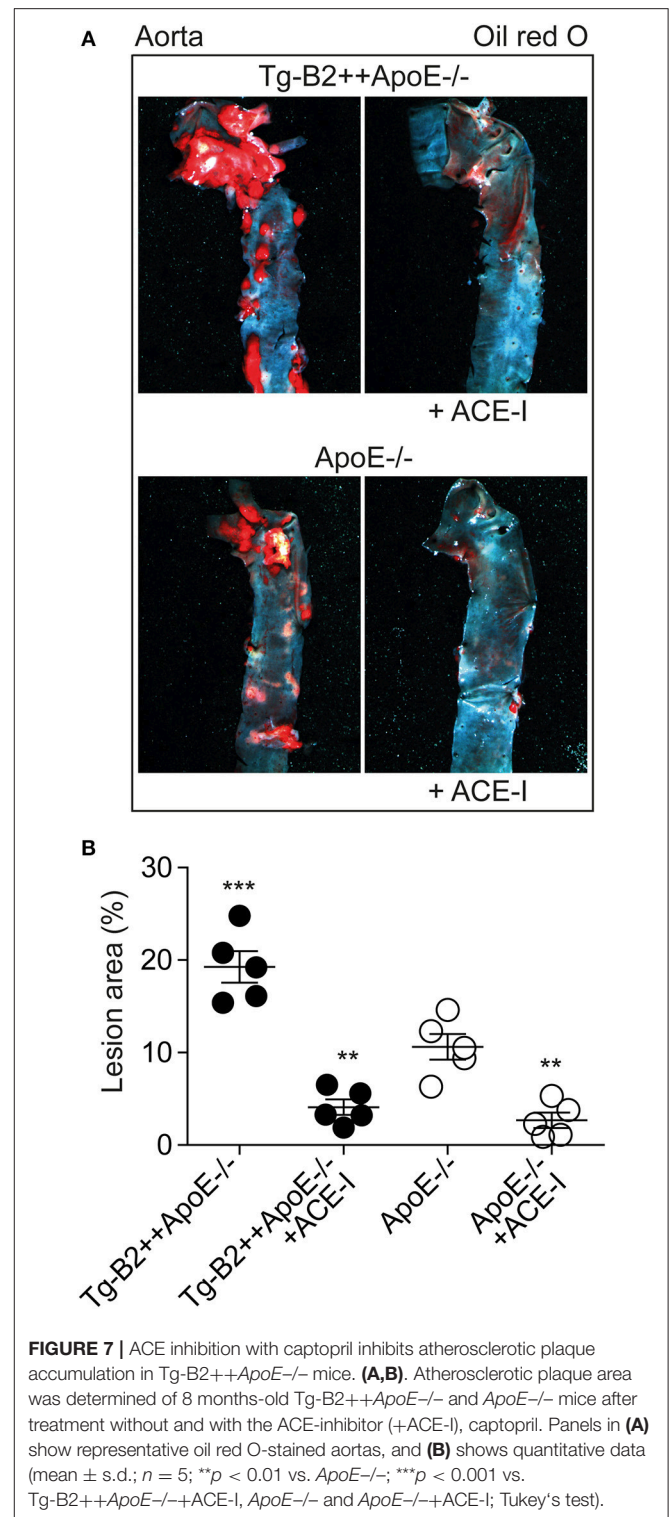 A Aorta Oil red O
Tg-B2++ApoE-/-
+ ACE-I
ApoE-/-
+ ACE-I
B
Lesion area (%)
30
20
10
0
***
**
**
Tg-B2++ApoE-/-
Tg-B2++ApoE-/-
+ACE-I
ApoE-/-
ApoE-/-
+ACE-I
FIGURE 7 | ACE inhibition with captopril inhibits atherosclerotic plaque
accumulation in Tg-B2++ApoE–/– mice. (A,B). Atherosclerotic plaque area
was determined of 8 months-old Tg-B2++ApoE–/– and ApoE–/– mice after
treatment without and with the ACE-inhibitor (+ACE-I), captopril. Panels in (A)
show representative oil red O-stained aortas, and (B) shows quantitative data
(mean ± s.d.; n = 5; **p < 0.01 vs. ApoE–/–; ***p < 0.001 vs.
Tg-B2++ApoE–/–+ACE-I, ApoE–/– and ApoE–/–+ACE-I; Tukey‘s test).